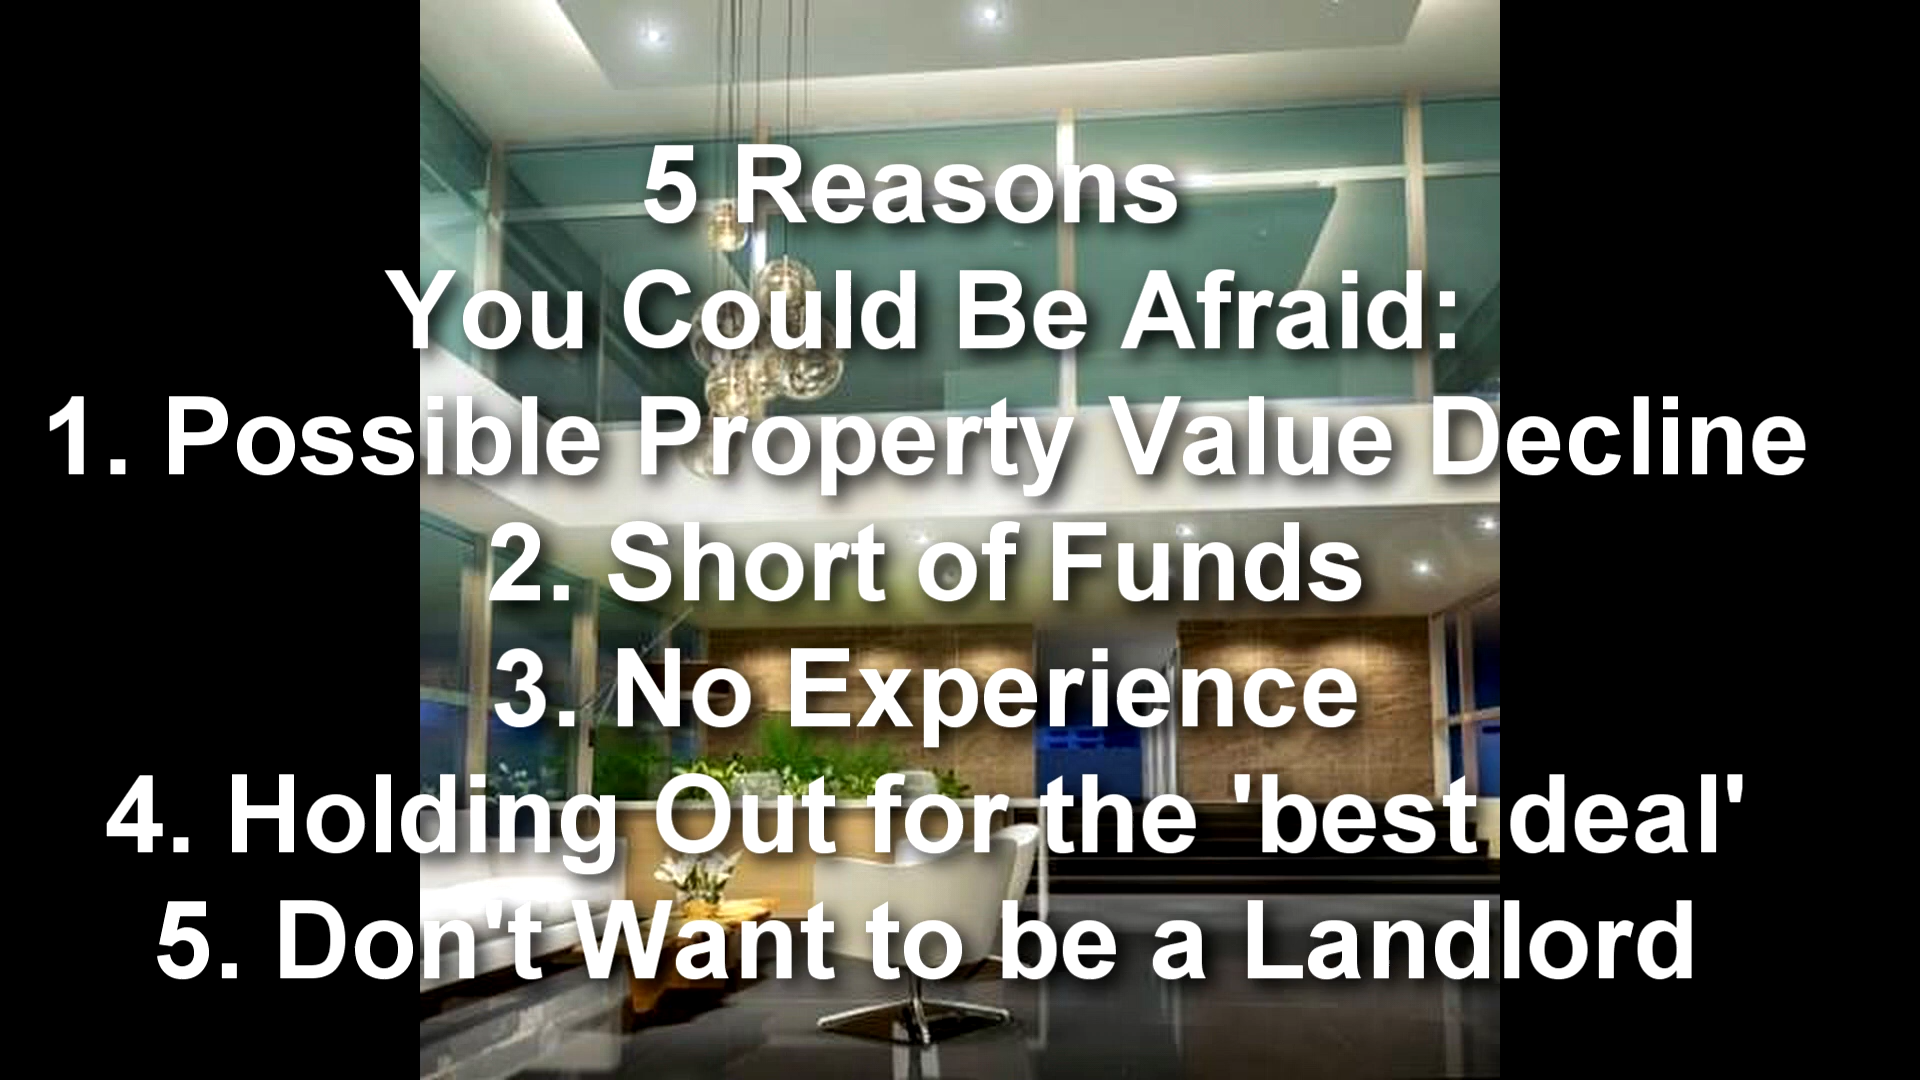 5 Reasons
You Could Be Afraid:
1. Possible Property Value Decline
2. Short of Funds
3. No Experience
4. Holding Out for the 'best deal'
5. Don't Want to be a Landlord